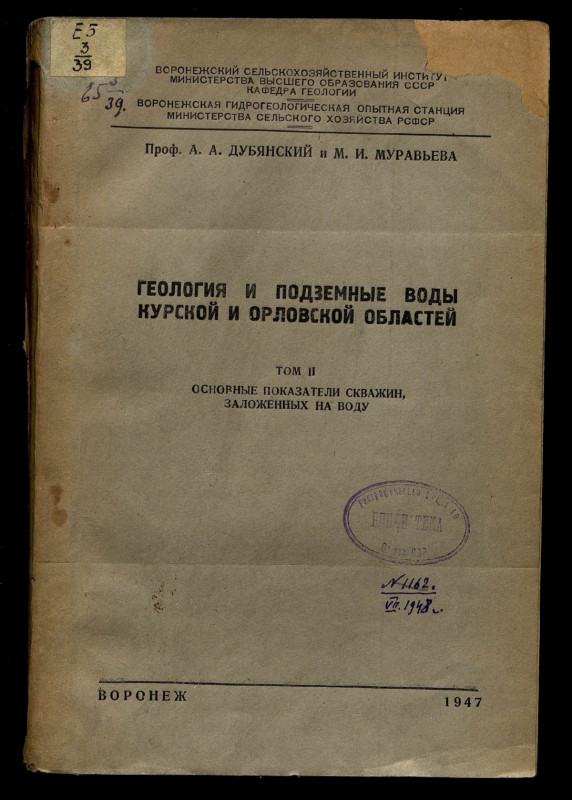 Е5
3
39
65 3
39.
ВОРОНЕЖСКИЙ СЕЛЬСКОХОЗЯЙСТВЕННЫЙ ИНСТИТУТ
МИНИСТЕРСТВА ВЫСШЕГО ОБРАЗОВАНИЯ СССР
КАФЕДРА ГЕОЛОГИИ
ВОРОНЕЖСКАЯ ГИДРОГЕОЛОГИЧЕСКАЯ ОПЫТНАЯ СТАНЦИЯ
МИНИСТЕРСТВА СЕЛЬСКОГО ХОЗЯЙСТВА РСФСР
Проф. А. А. ДУБЯНСКИЙ и М. И. МУРАВЬЕВА
ГЕОЛОГИЯ И ПОДЗЕМНЫЕ ВОДЫ
КУРСКОЙ И ОРЛОВСКОЙ ОБЛАСТЕЙ
ТОМ II
ОСНОВНЫЕ ПОКАЗАТЕЛИ СКВАЖИН,
ЗАЛОЖЕННЫХ НА ВОДУ
БИБЛИОТЕКА
N 1162.
VII. 1948 г.
ВОРОНЕЖ
1947